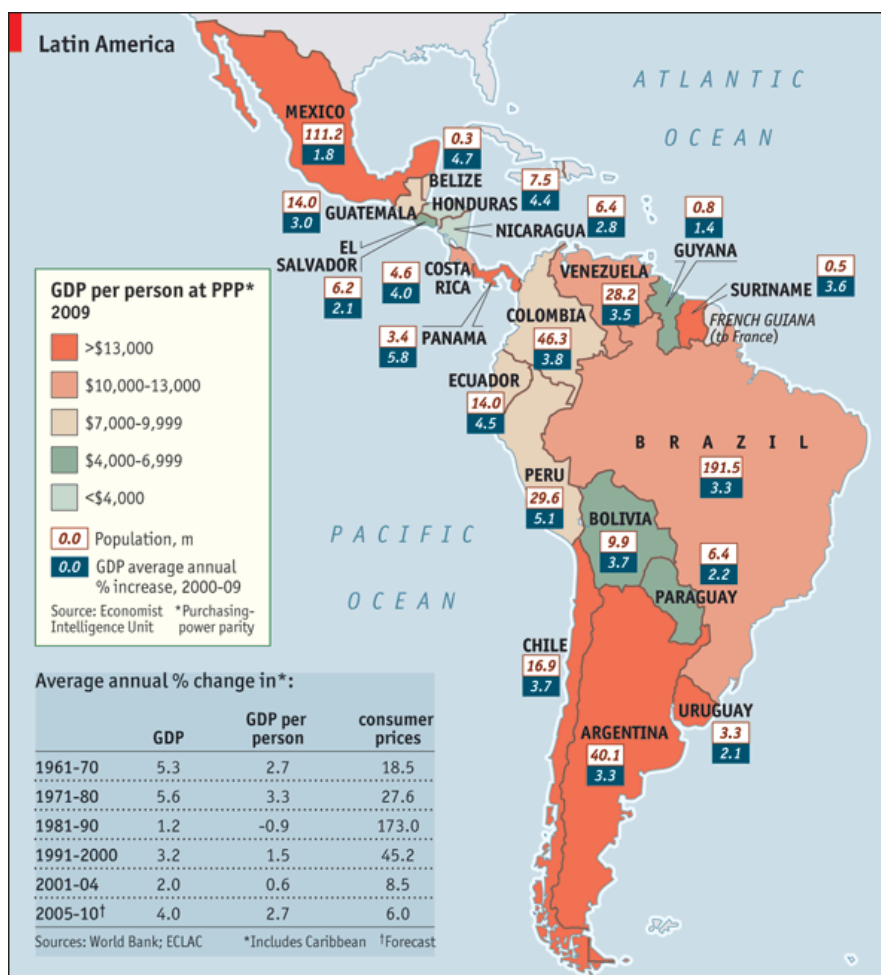 Latin America
ATLANTIC
OCEAN
MEXICO
111.2
1.8
0.3
4.7
BELIZE
7.5
4.4
HONDURAS
14.0
3.0
GUATEMALA
6.4
2.8
NICARAGUA
0.8
1.4
GUYANA
EL
SALVADOR
6.2
2.1
4.6
4.0
COSTA
RICA
VENEZUELA
28.2
3.5
0.5
3.6
SURINAME
FRENCH GUIANA
(to France)
3.4
5.8
PANAMA
COLOMBIA
46.3
3.8
ECUADOR
14.0
4.5
BRAZIL
191.5
3.3
PERU
29.6
5.1
BOLIVIA
9.9
3.7
6.4
2.2
PARAGUAY
PACIFIC
OCEAN
CHILE
16.9
3.7
ARGENTINA
40.1
3.3
URUGUAY
3.3
2.1
GDP per person at PPP*
2009
>$13,000
$10,000-13,000
$7,000-9,999
$4,000-6,999
<$4,000
0.0 Population, m
0.0 GDP average annual
% increase, 2000-09
Source: Economist *Purchasing-
Intelligence Unit power parity
Average annual % change in*:
GDP per consumer
GDP person prices
1961-70 5.3 2.7 18.5
1971-80 5.6 3.3 27.6
1981-90 1.2 -0.9 173.0
1991-2000 3.2 1.5 45.2
2001-04 2.0 0.6 8.5
2005-10† 4.0 2.7 6.0
Sources: World Bank; ECLAC *Includes Caribbean †Forecast